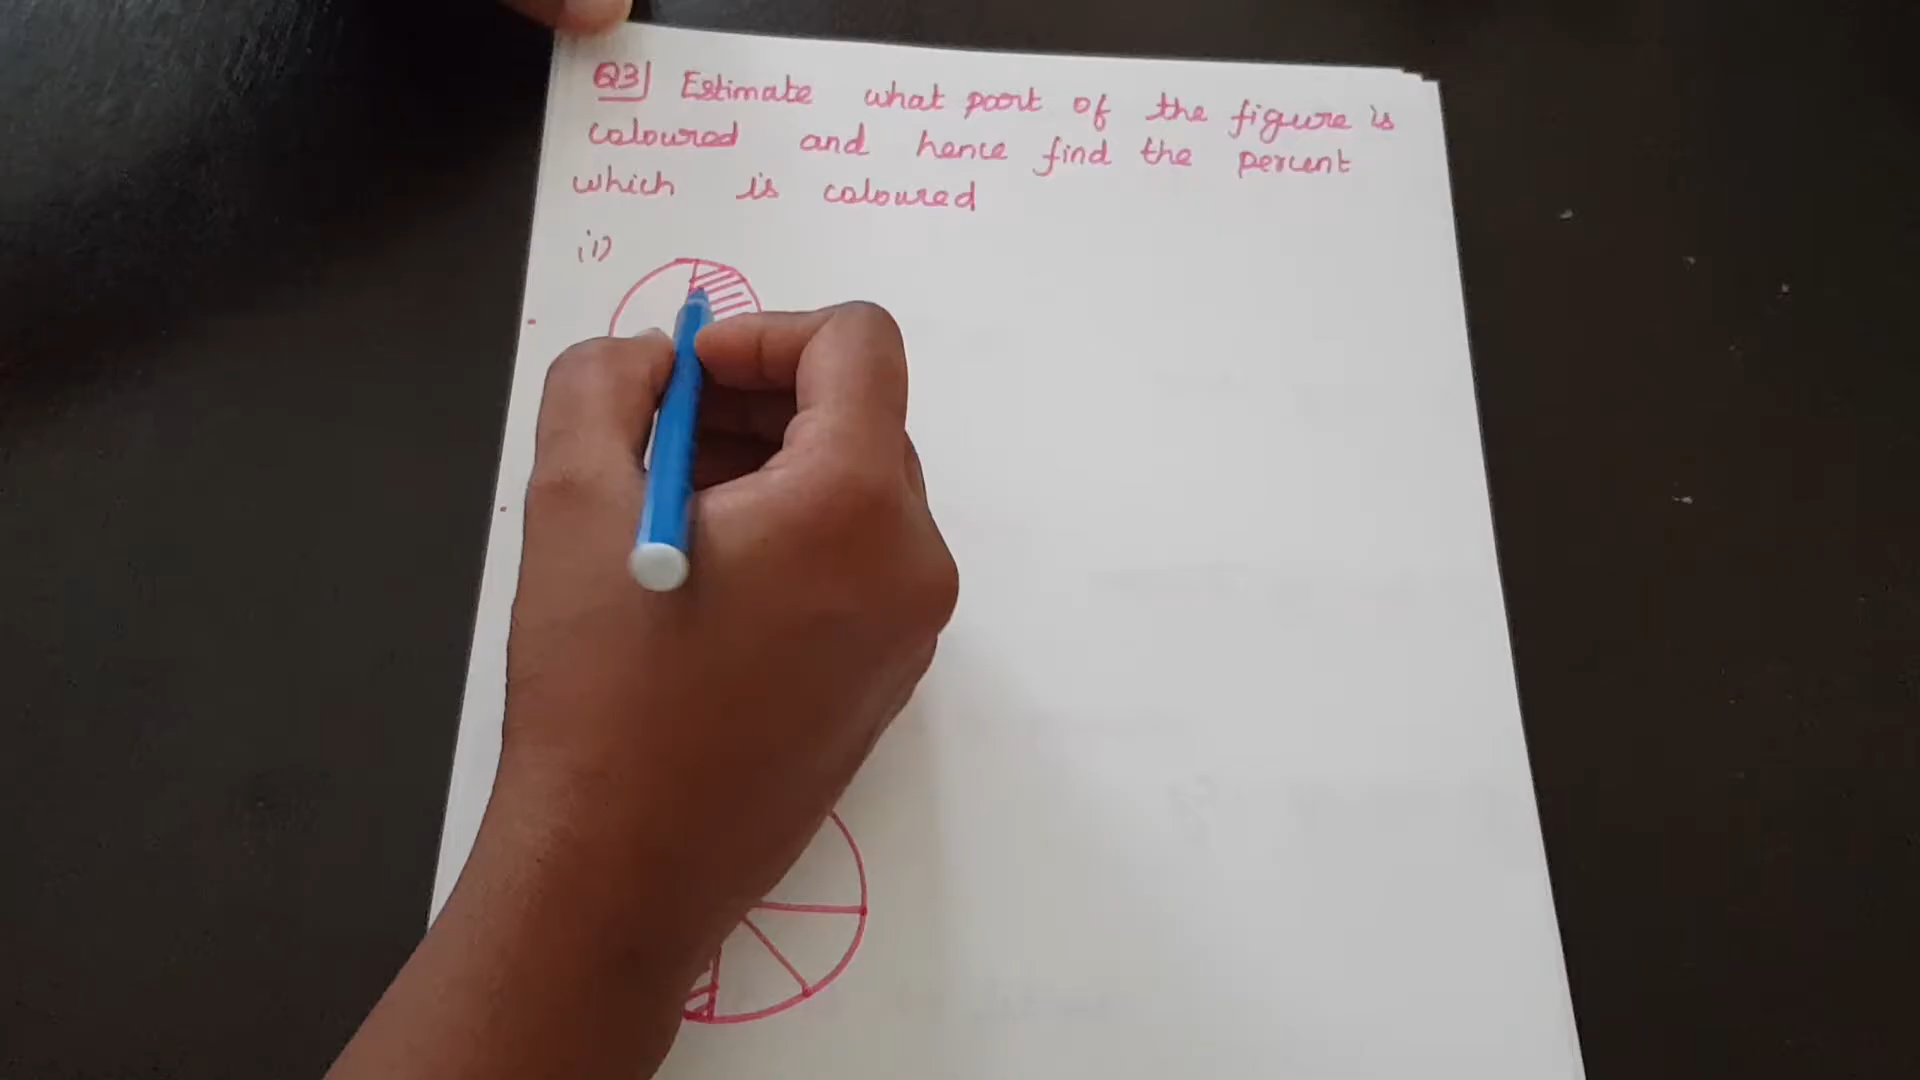 Q3] Estimate what part of the figure is
coloured and hence find the percent
which is coloured
(i)